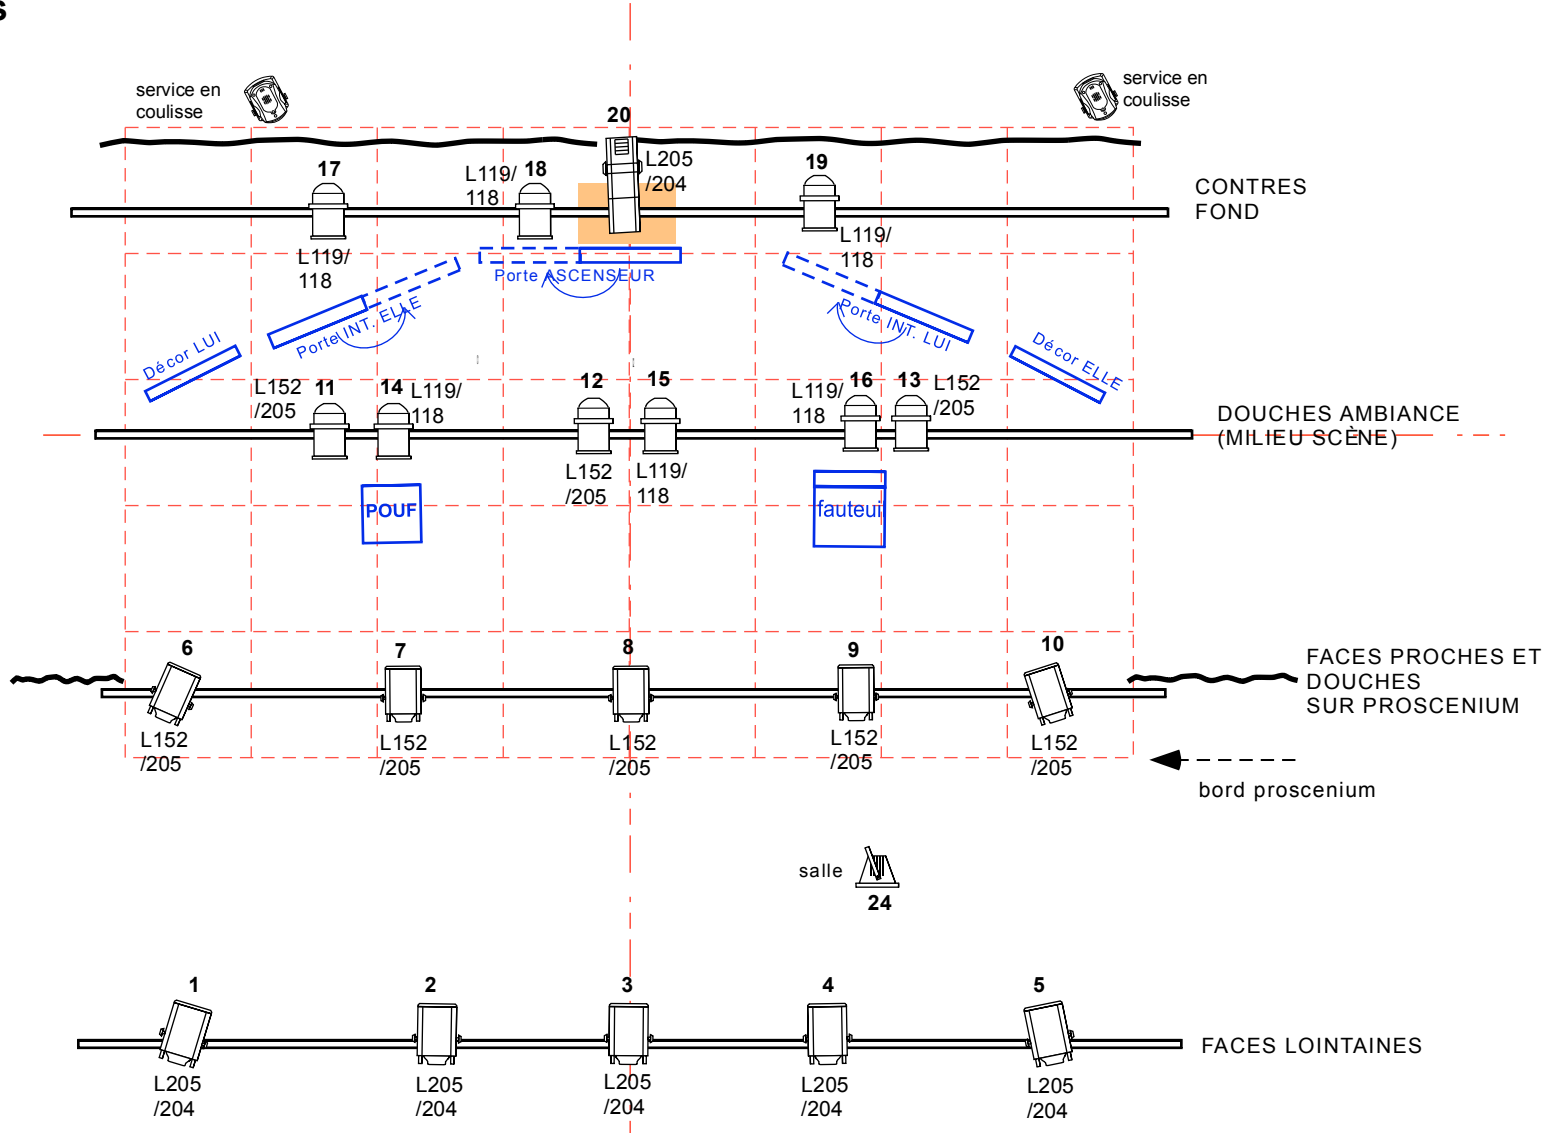 s
service en
coulisse
service en
coulisse
20
L205
/204
17
L119/
118
18
L119/
118
19
L119/
118
CONTRES
FOND
Porte ASCENSEUR
Porte INT. ELLE
Porte INT. LUI
Décor LUI
Décor ELLE
L152
/205
11
14
L119/
118
12
15
L119/
118
16
13
L152
/205
DOUCHES AMBIANCE
(MILIEU SCÈNE)
L152
/205
L119/
118
POUF
fauteuil
6
7
8
9
10
FACES PROCHES ET
DOUCHES
SUR PROSCENIUM
L152
/205
L152
/205
L152
/205
L152
/205
L152
/205
bord proscenium
salle
24
1
2
3
4
5
FACES LOINTAINES
L205
/204
L205
/204
L205
/204
L205
/204
L205
/204